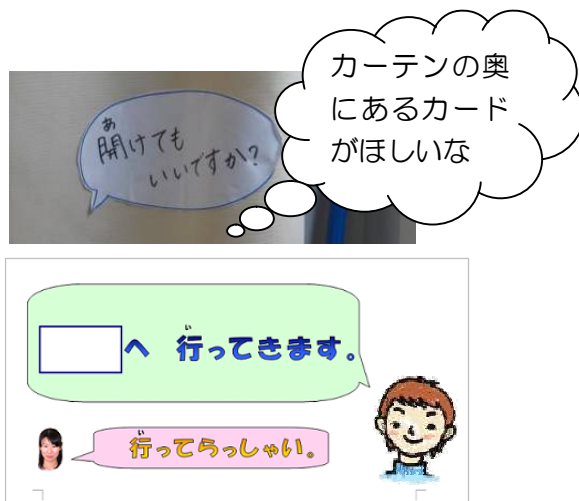 カーテンの奥
にあるカード
がほしいな
あ
開けても
いいですか?
い
へ 行ってきます。
い
行ってらっしゃい。